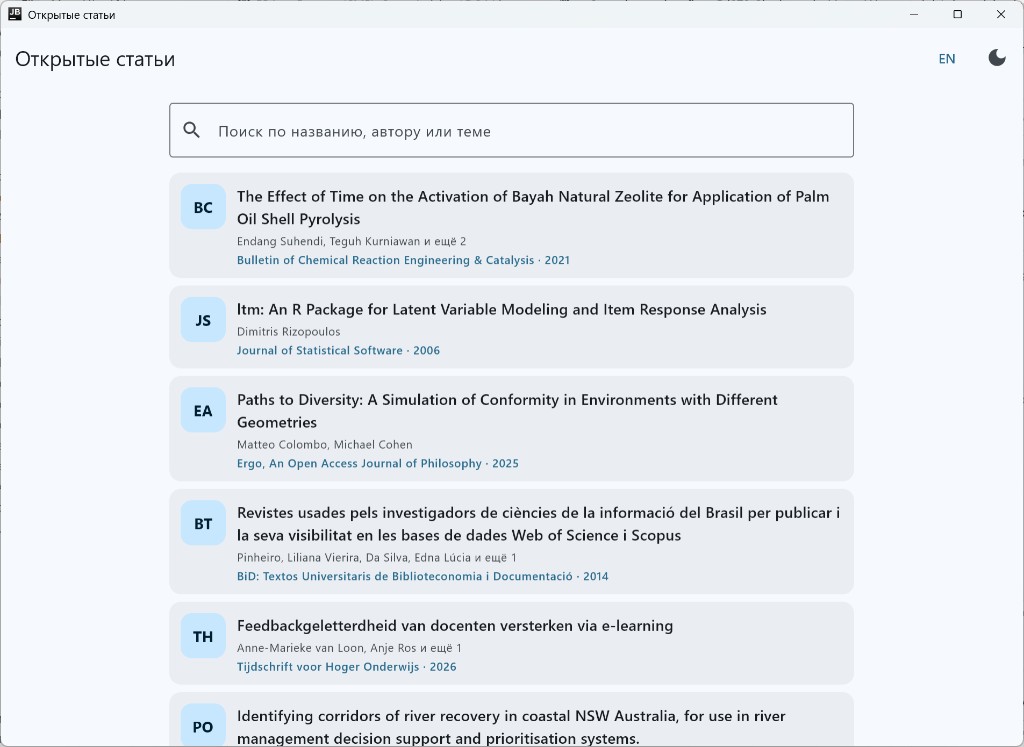 JB Открытые статьи
Открытые статьи
EN
Поиск по названию, автору или теме
BC
The Effect of Time on the Activation of Bayah Natural Zeolite for Application of Palm
Oil Shell Pyrolysis
Endang Suhendi, Teguh Kurniawan и ещё 2
Bulletin of Chemical Reaction Engineering & Catalysis · 2021
JS
ltm: An R Package for Latent Variable Modeling and Item Response Analysis
Dimitris Rizopoulos
Journal of Statistical Software · 2006
EA
Paths to Diversity: A Simulation of Conformity in Environments with Different
Geometries
Matteo Colombo, Michael Cohen
Ergo, An Open Access Journal of Philosophy · 2025
BT
Revistes usades pels investigadors de ciències de la informació del Brasil per publicar i
la seva visibilitat en les bases de dades Web of Science i Scopus
Pinheiro, Liliana Vierira, Da Silva, Edna Lúcia и ещё 1
BiD: Textos Universitaris de Biblioteconomia i Documentació · 2014
TH
Feedbackgeletterdheid van docenten versterken via e-learning
Anne-Marieke van Loon, Anje Ros и ещё 1
Tijdschrift voor Hoger Onderwijs · 2026
PO
Identifying corridors of river recovery in coastal NSW Australia, for use in river
management decision support and prioritisation systems.